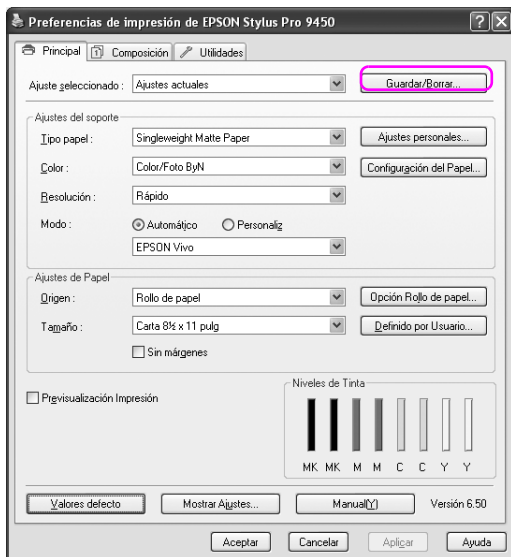 Preferencias de impresión de EPSON Stylus Pro 9450
Principal Composición Utilidades
Ajuste seleccionado : Ajustes actuales Guardar/Borrar...
Ajustes del soporte
Tipo papel : Singleweight Matte Paper Ajustes personales...
Color : Color/Foto ByN Configuración del Papel...
Resolución : Rápido
Modo : Automático Personaliz
EPSON Vivo
Ajustes de Papel
Origen : Rollo de papel Opción Rollo de papel...
Tamaño : Carta 8½ x 11 pulg Definido por Usuario...
Sin márgenes
Previsualización Impresión
Niveles de Tinta
MK MK M M C C Y Y
Valores defecto Mostrar Ajustes... Manual(Y) Versión 6.50
Aceptar Cancelar Aplicar Ayuda